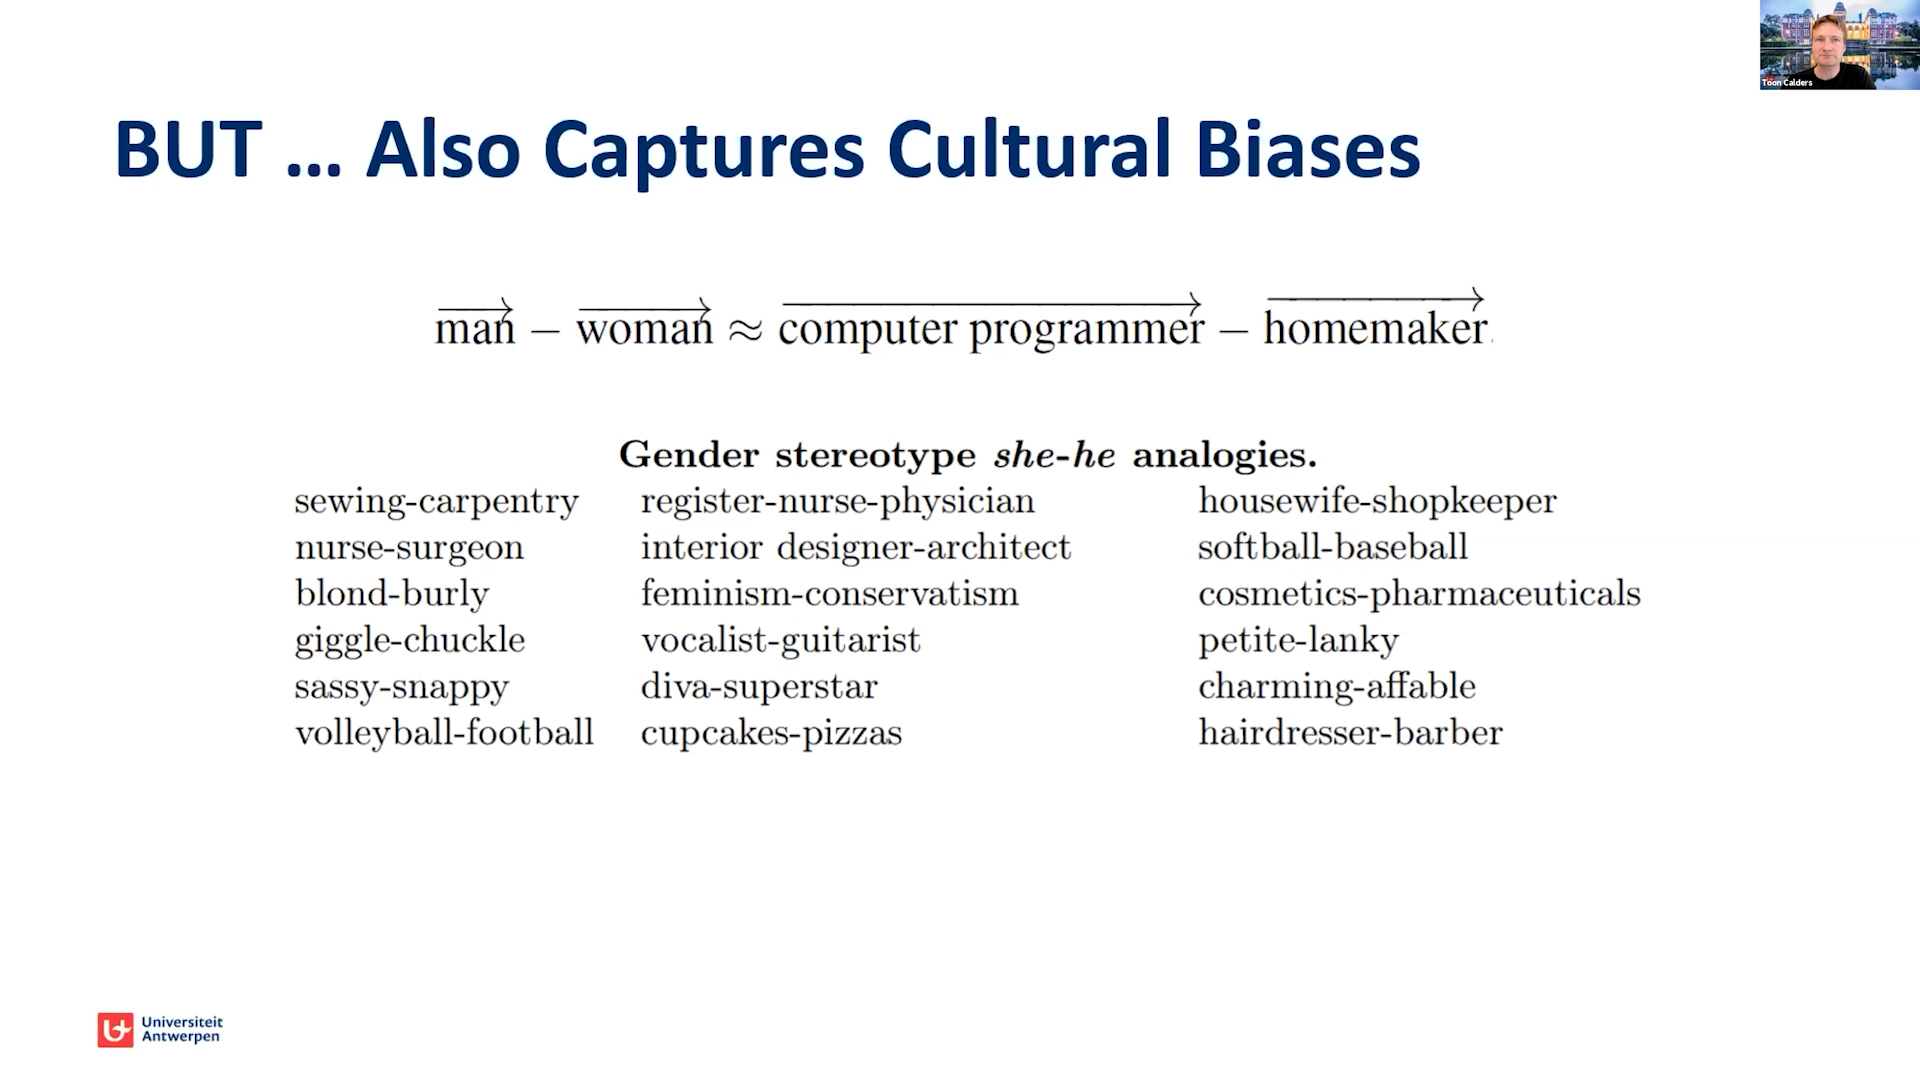 Toon Calders
BUT ... Also Captures Cultural Biases
man − woman ≈ computer programmer − homemaker.
Gender stereotype she-he analogies.
sewing-carpentry register-nurse-physician housewife-shopkeeper
nurse-surgeon interior designer-architect softball-baseball
blond-burly feminism-conservatism cosmetics-pharmaceuticals
giggle-chuckle vocalist-guitarist petite-lanky
sassy-snappy diva-superstar charming-affable
volleyball-football cupcakes-pizzas hairdresser-barber
Universiteit
Antwerpen